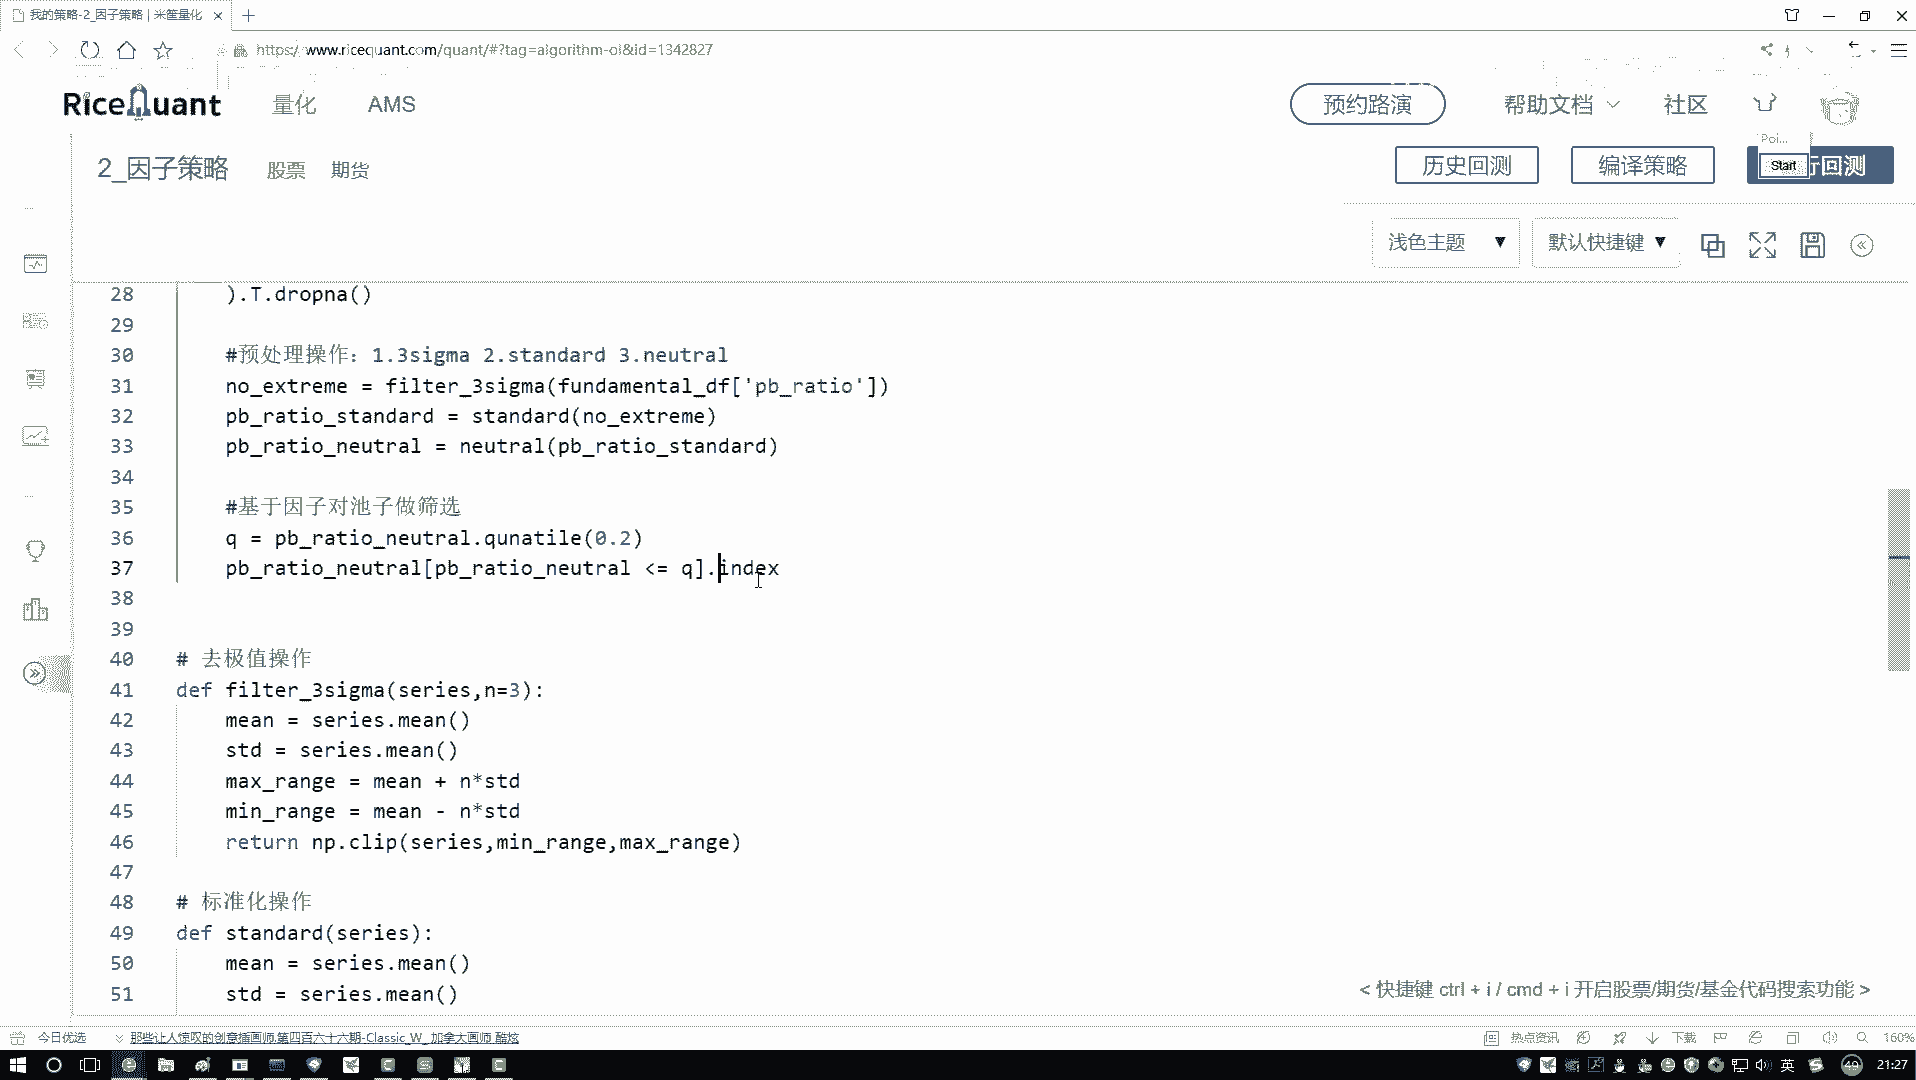 我的策略-2_因子策略 | 米筐量化
https://www.ricequant.com/quant/#?tag=algorithm-ol&id=1342827
RiceQuant 量化 AMS 预约路演 帮助文档 社区
Poi...
2_因子策略 股票 期货 历史回测 编译策略 Start 行回测
浅色主题 ▼ 默认快捷键 ▼
28 ).T.dropna()
29
30 #预处理操作：1.3sigma 2.standard 3.neutral
31 no_extreme = filter_3sigma(fundamental_df['pb_ratio'])
32 pb_ratio_standard = standard(no_extreme)
33 pb_ratio_neutral = neutral(pb_ratio_standard)
34
35 #基于因子对池子做筛选
36 q = pb_ratio_neutral.qunatile(0.2)
37 pb_ratio_neutral[pb_ratio_neutral <= q].index
38
39
40 # 去极值操作
41 def filter_3sigma(series,n=3):
42 mean = series.mean()
43 std = series.mean()
44 max_range = mean + n*std
45 min_range = mean - n*std
46 return np.clip(series,min_range,max_range)
47
48 # 标准化操作
49 def standard(series):
50 mean = series.mean()
51 std = series.mean()
< 快捷键 ctrl + i / cmd + i 开启股票/期货/基金代码搜索功能 >
今日优选 那些让人惊叹的创意插画师.第四百六十六期-Classic_W_ 加拿大画师 酷炫 热点资讯 下载 160%
英 49 21:27